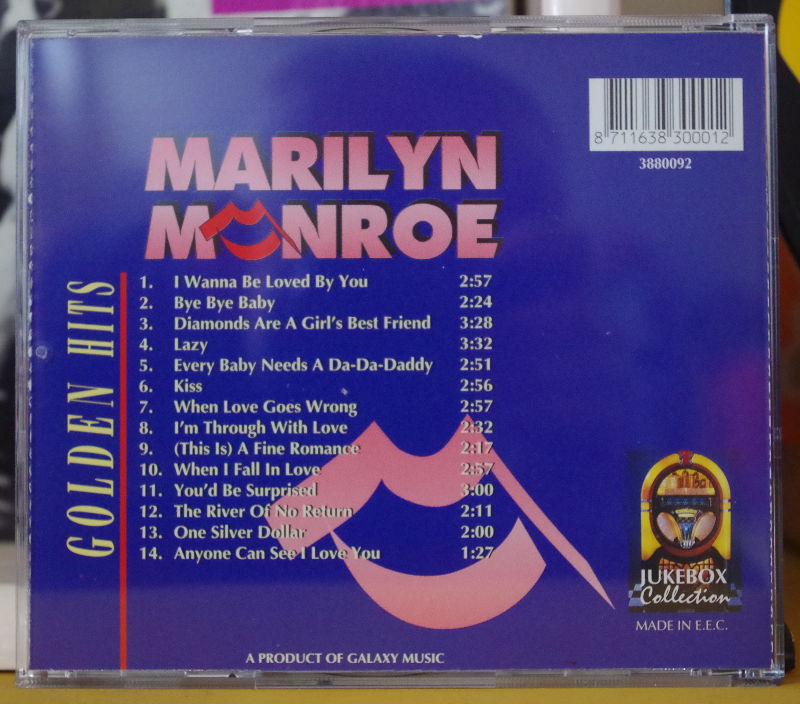 8 711638 300012
3880092
MARILYN
MONROE
GOLDEN HITS
1. I Wanna Be Loved By You 2:57
2. Bye Bye Baby 2:24
3. Diamonds Are A Girl's Best Friend 3:28
4. Lazy 3:32
5. Every Baby Needs A Da-Da-Daddy 2:51
6. Kiss 2:56
7. When Love Goes Wrong 2:57
8. I'm Through With Love 2:32
9. (This Is) A Fine Romance 2:17
10. When I Fall In Love 2:57
11. You'd Be Surprised 3:00
12. The River Of No Return 2:11
13. One Silver Dollar 2:00
14. Anyone Can See I Love You 1:27
JUKEBOX
Collection
MADE IN E.E.C.
A PRODUCT OF GALAXY MUSIC